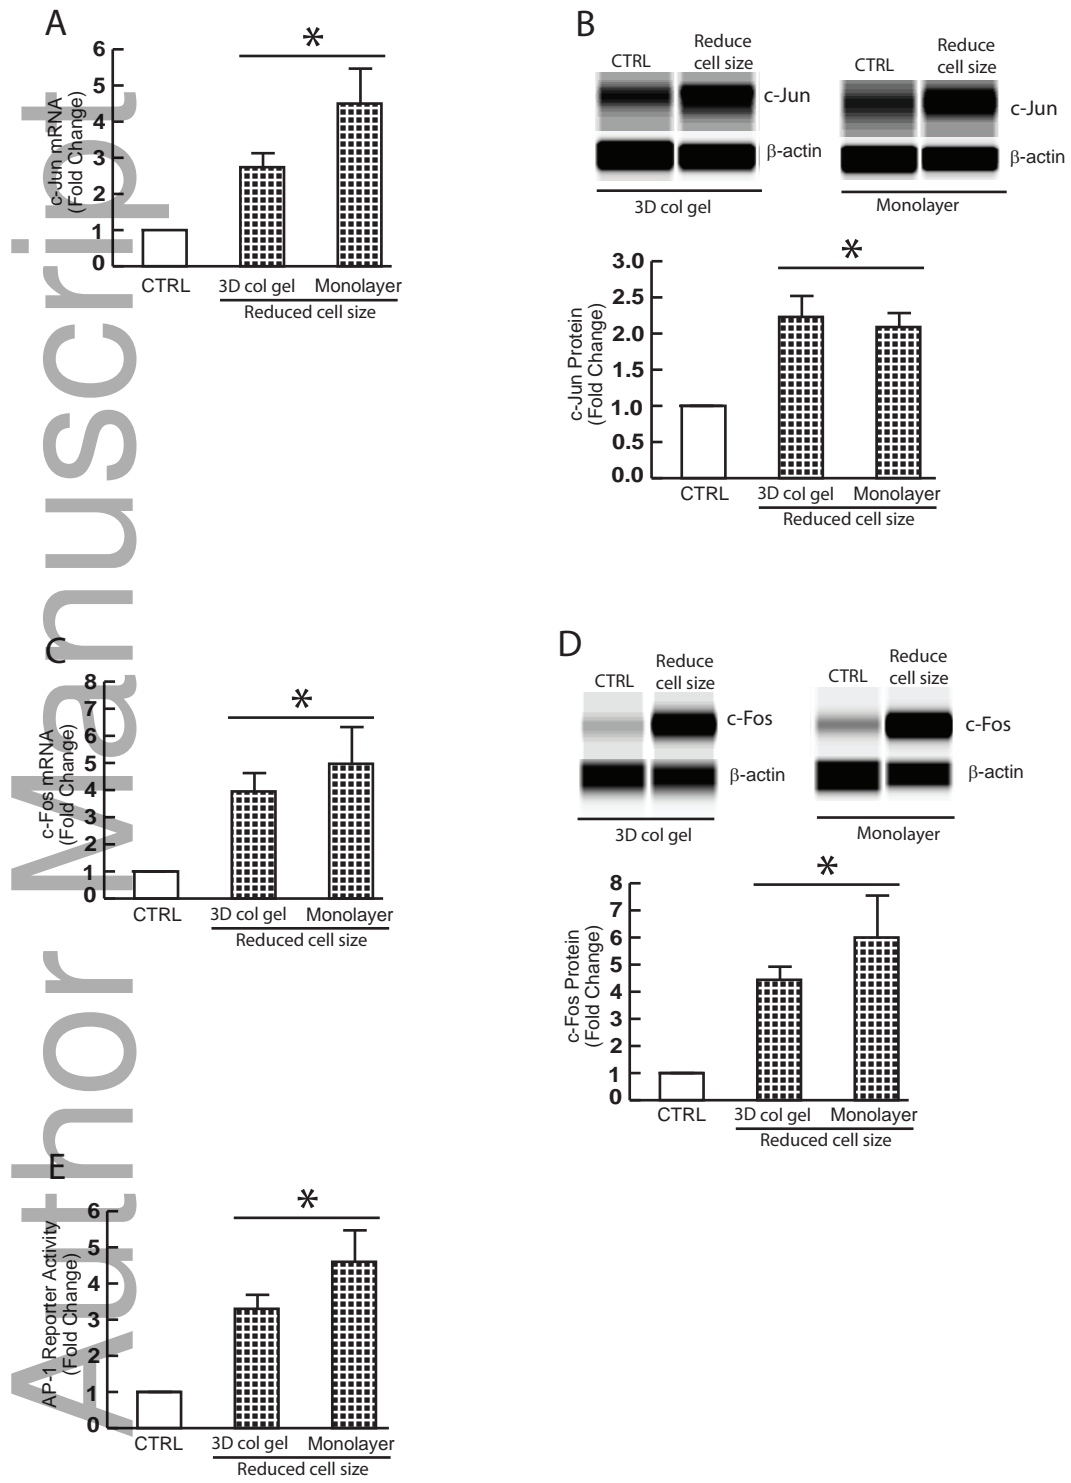 Author Manuscript
A
*
6
5
4
3
2
1
0
c-Jun mRNA
(Fold Change)
CTRL
3D col gel
Monolayer
Reduced cell size
B
CTRL
Reduce
cell size
c-Jun
β-actin
3D col gel
CTRL
Reduce
cell size
c-Jun
β-actin
Monolayer
*
3.0
2.5
2.0
1.5
1.0
0.5
0.0
c-Jun Protein
(Fold Change)
CTRL
3D col gel
Monolayer
Reduced cell size
C
*
8
7
6
5
4
3
2
1
0
c-Fos mRNA
(Fold Change)
CTRL
3D col gel
Monolayer
Reduced cell size
D
CTRL
Reduce
cell size
c-Fos
β-actin
3D col gel
CTRL
Reduce
cell size
c-Fos
β-actin
Monolayer
*
8
7
6
5
4
3
2
1
0
c-Fos Protein
(Fold Change)
CTRL
3D col gel
Monolayer
Reduced cell size
E
*
6
5
4
3
2
1
0
AP-1 Reporter Activity
(Fold Change)
CTRL
3D col gel
Monolayer
Reduced cell size